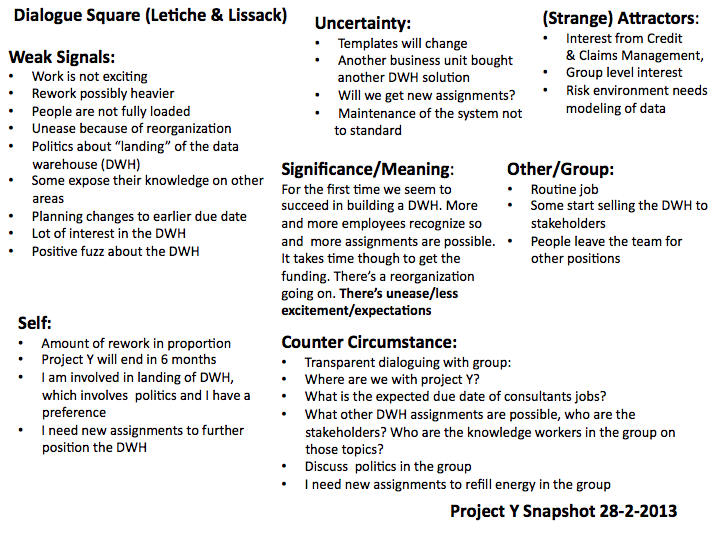 Dialogue Square (Letiche & Lissack)
Weak Signals:
• Work is not exciting
• Rework possibly heavier
• People are not fully loaded
• Unease because of reorganization
• Politics about “landing” of the data
warehouse (DWH)
• Some expose their knowledge on other
areas
• Planning changes to earlier due date
• Lot of interest in the DWH
• Positive fuzz about the DWH
Uncertainty:
• Templates will change
• Another business unit bought
another DWH solution
• Will we get new assignments?
• Maintenance of the system not
to standard
(Strange) Attractors:
• Interest from Credit
& Claims Management,
• Group level interest
• Risk environment needs
modeling of data
Significance/Meaning:
For the first time we seem to
succeed in building a DWH. More
and more employees recognize so
and more assignments are possible.
It takes time though to get the
funding. There’s a reorganization
going on. There’s unease/less
excitement/expectations
Other/Group:
• Routine job
• Some start selling the DWH to
stakeholders
• People leave the team for
other positions
Self:
• Amount of rework in proportion
• Project Y will end in 6 months
• I am involved in landing of DWH,
which involves politics and I have a
preference
• I need new assignments to further
position the DWH
Counter Circumstance:
• Transparent dialoguing with group:
• Where are we with project Y?
• What is the expected due date of consultants jobs?
• What other DWH assignments are possible, who are the
stakeholders? Who are the knowledge workers in the group on
those topics?
• Discuss politics in the group
• I need new assignments to refill energy in the group
Project Y Snapshot 28-2-2013